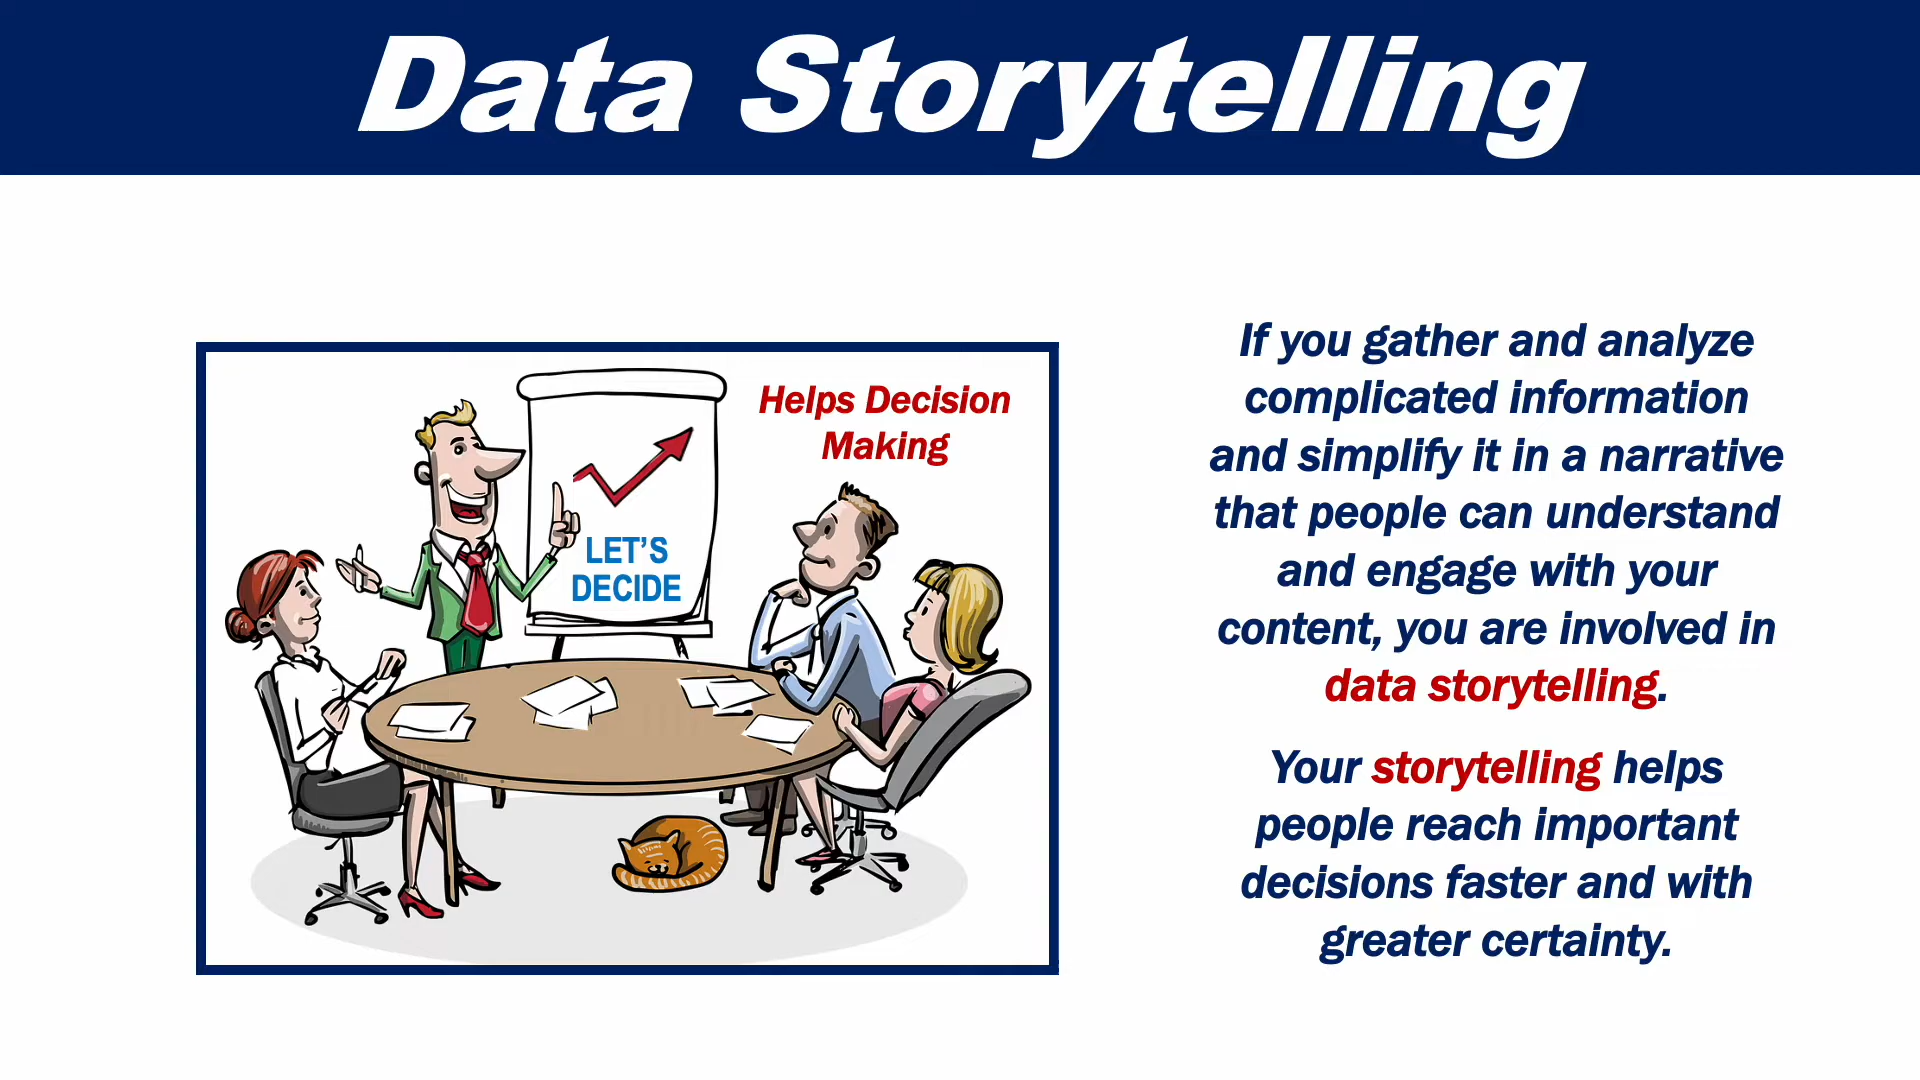 Data Storytelling
Helps Decision
Making
LET’S
DECIDE
If you gather and analyze
complicated information
and simplify it in a narrative
that people can understand
and engage with your
content, you are involved in
data storytelling.
Your storytelling helps
people reach important
decisions faster and with
greater certainty.